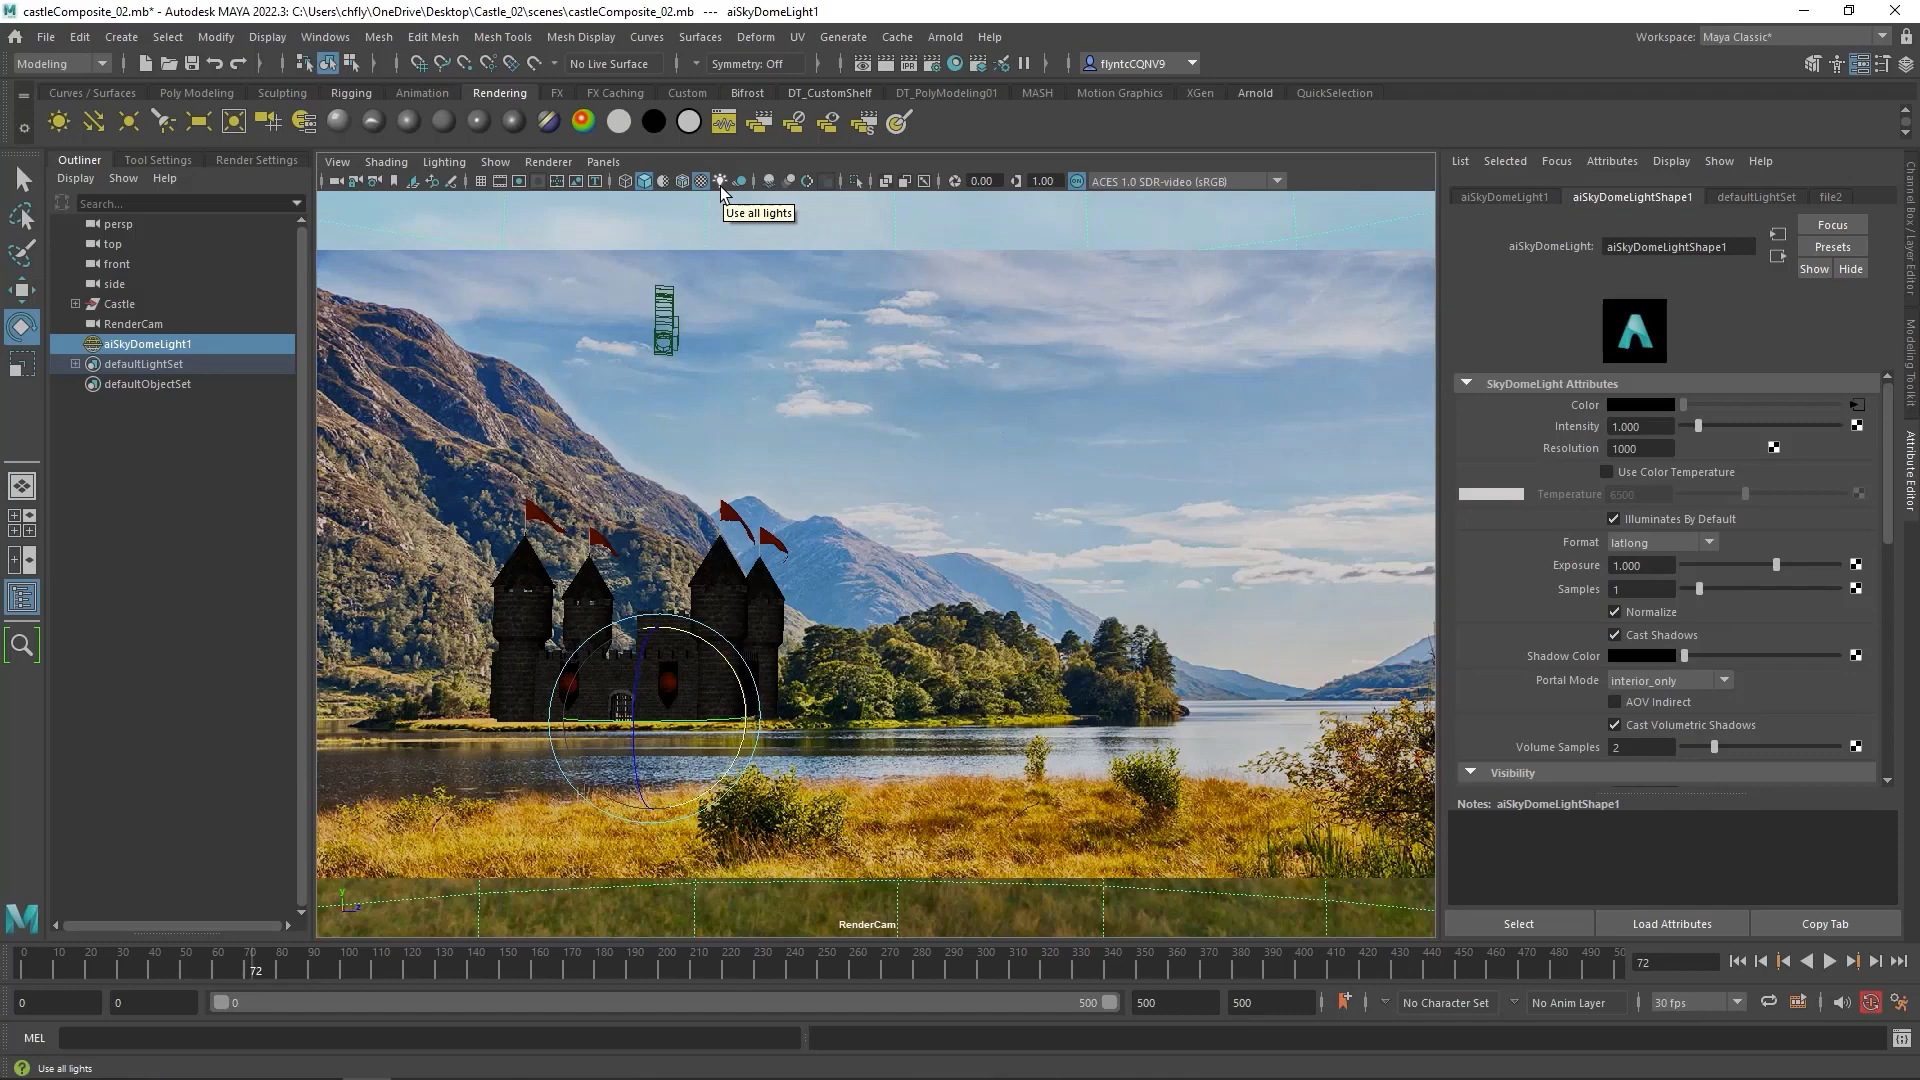 castleComposite_02.mb* - Autodesk MAYA 2022.3: C:\Users\chfly\OneDrive\Desktop\Castle_02\scenes\castleComposite_02.mb --- aiSkyDomeLight1
File Edit Create Select Modify Display Windows Mesh Edit Mesh Mesh Tools Mesh Display Curves Surfaces Deform UV Generate Cache Arnold Help
Workspace: Maya Classic*
Modeling
No Live Surface
Symmetry: Off
flyntcCQNV9
Curves / Surfaces Poly Modeling Sculpting Rigging Animation Rendering FX FX Caching Custom Bifrost DT_CustomShelf DT_PolyModeling01 MASH Motion Graphics XGen Arnold QuickSelection
Outliner Tool Settings Render Settings
Display Show Help
Search...
persp
top
front
side
Castle
RenderCam
aiSkyDomeLight1
defaultLightSet
defaultObjectSet
View Shading Lighting Show Renderer Panels
0.00 1.00 ON ACES 1.0 SDR-video (sRGB)
Use all lights
y
z
RenderCam
List Selected Focus Attributes Display Show Help
aiSkyDomeLight1 aiSkyDomeLightShape1 defaultLightSet file2
Focus
aiSkyDomeLight: aiSkyDomeLightShape1 Presets
Show Hide
SkyDomeLight Attributes
Color
Intensity 1.000
Resolution 1000
Use Color Temperature
Temperature 6500
Illuminates By Default
Format latlong
Exposure 1.000
Samples 1
Normalize
Cast Shadows
Shadow Color
Portal Mode interior_only
AOV Indirect
Cast Volumetric Shadows
Volume Samples 2
Visibility
Notes: aiSkyDomeLightShape1
Select Load Attributes Copy Tab
Channel Box / Layer Editor
Modeling Toolkit
Attribute Editor
0 10 20 30 40 50 60 70 80 90 100 110 120 130 140 150 160 170 180 190 200 210 220 230 240 250 260 270 280 290 300 310 320 330 340 350 360 370 380 390 400 410 420 430 440 450 460 470 480 490 50
72
72
0 0 0 500 500 500 No Character Set No Anim Layer 30 fps
MEL
Use all lights